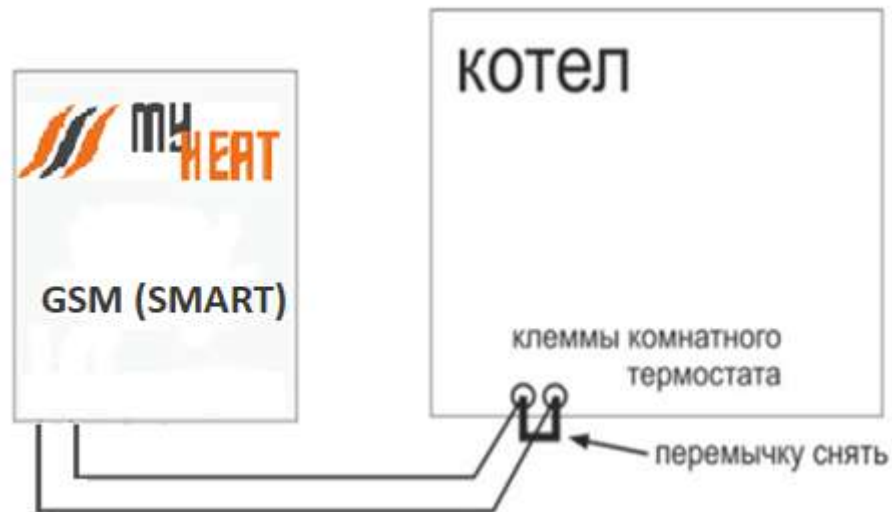 MY
HEAT
GSM (SMART)
котел
клеммы комнатного
термостата
перемычку снять